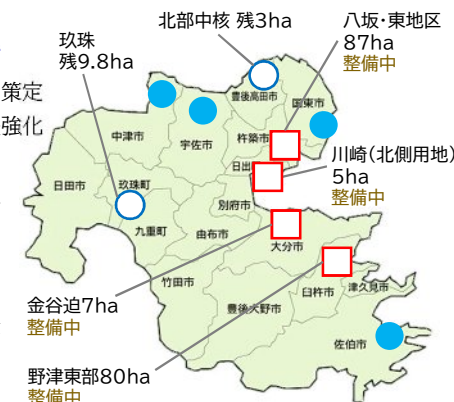 北部中核 残3ha
八坂・東地区
87ha
整備中
玖珠
残9.8ha
策定
強化
豊後高田市
国東市
中津市
宇佐市
杵築市
日出
川崎(北側用地)
5ha
整備中
日田市
玖珠町
別府市
九重町
由布市
大分市
竹田市
臼杵市
津久見市
豊後大野市
佐伯市
金谷迫7ha
整備中
野津東部80ha
整備中